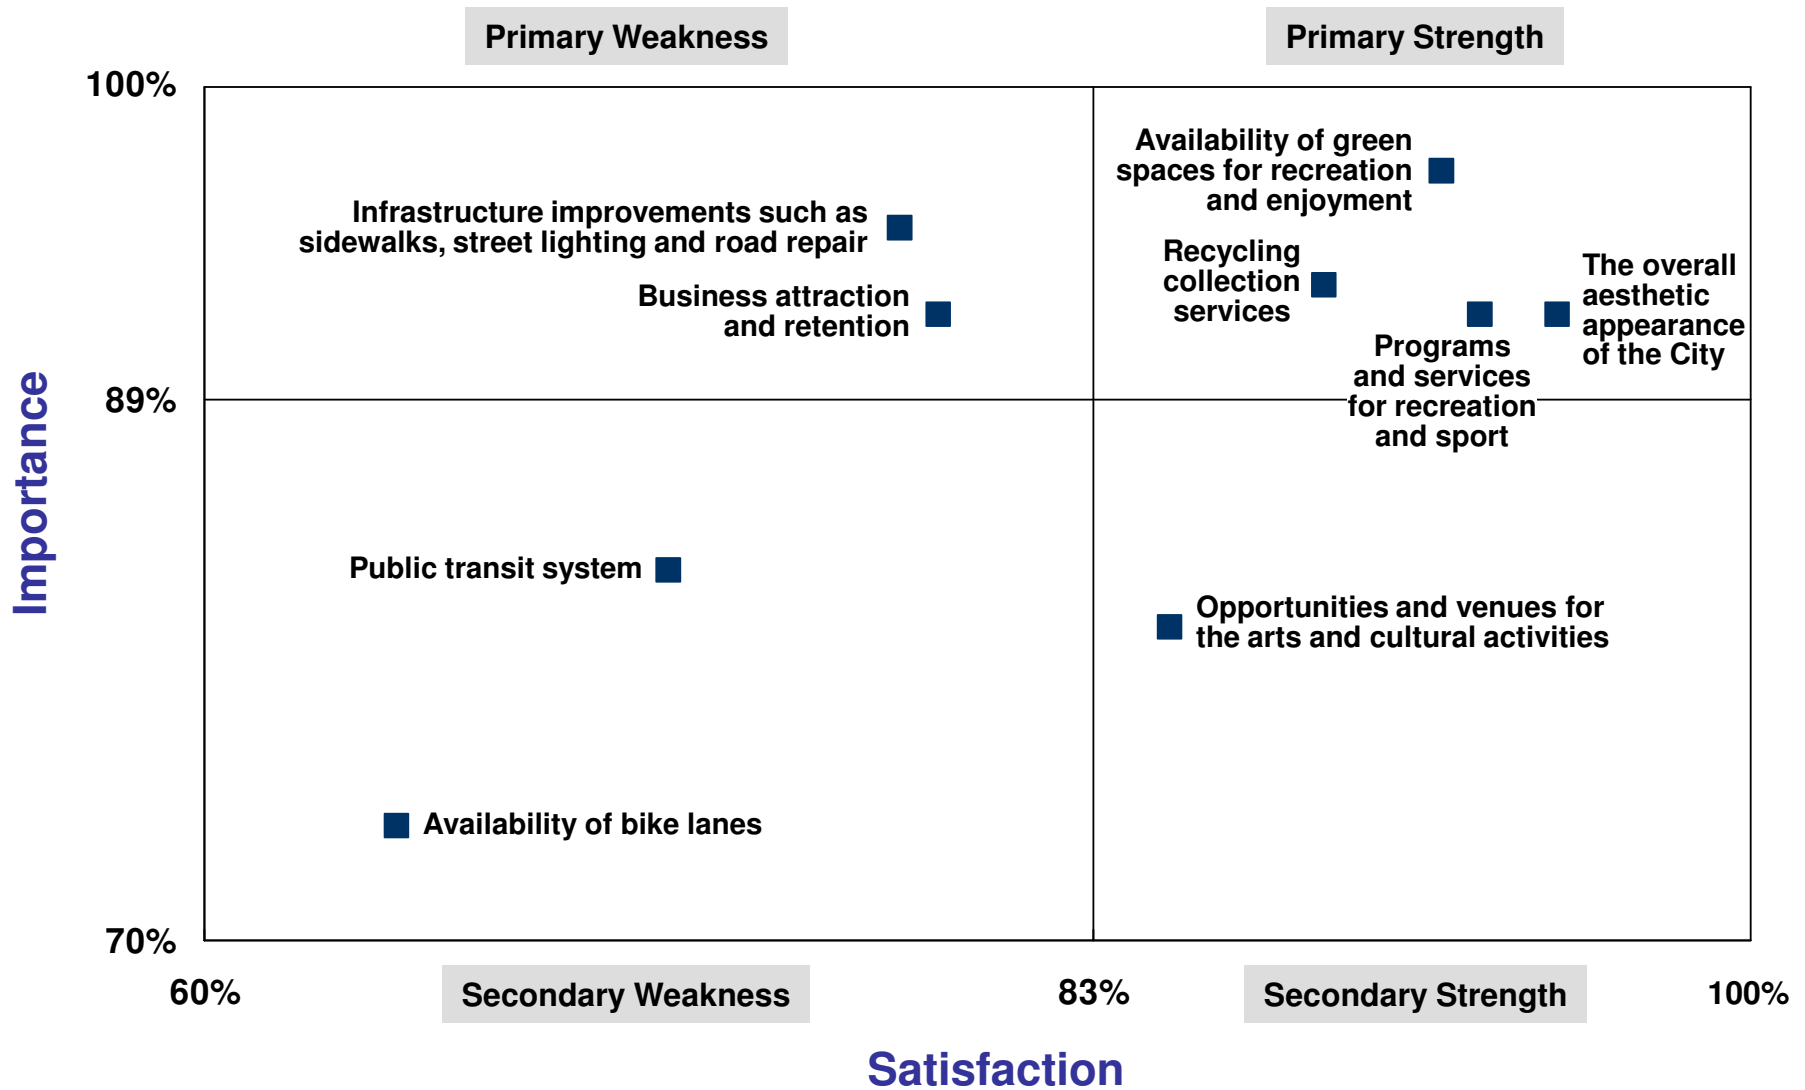 Primary Weakness
Primary Strength
100%
Availability of green
spaces for recreation
and enjoyment
Infrastructure improvements such as
sidewalks, street lighting and road repair
Recycling
collection
services
The overall
aesthetic
appearance
of the City
Business attraction
and retention
Programs
and services
for recreation
and sport
89%
Importance
Public transit system
Opportunities and venues for
the arts and cultural activities
Availability of bike lanes
70%
60%
Secondary Weakness
83%
Secondary Strength
100%
Satisfaction